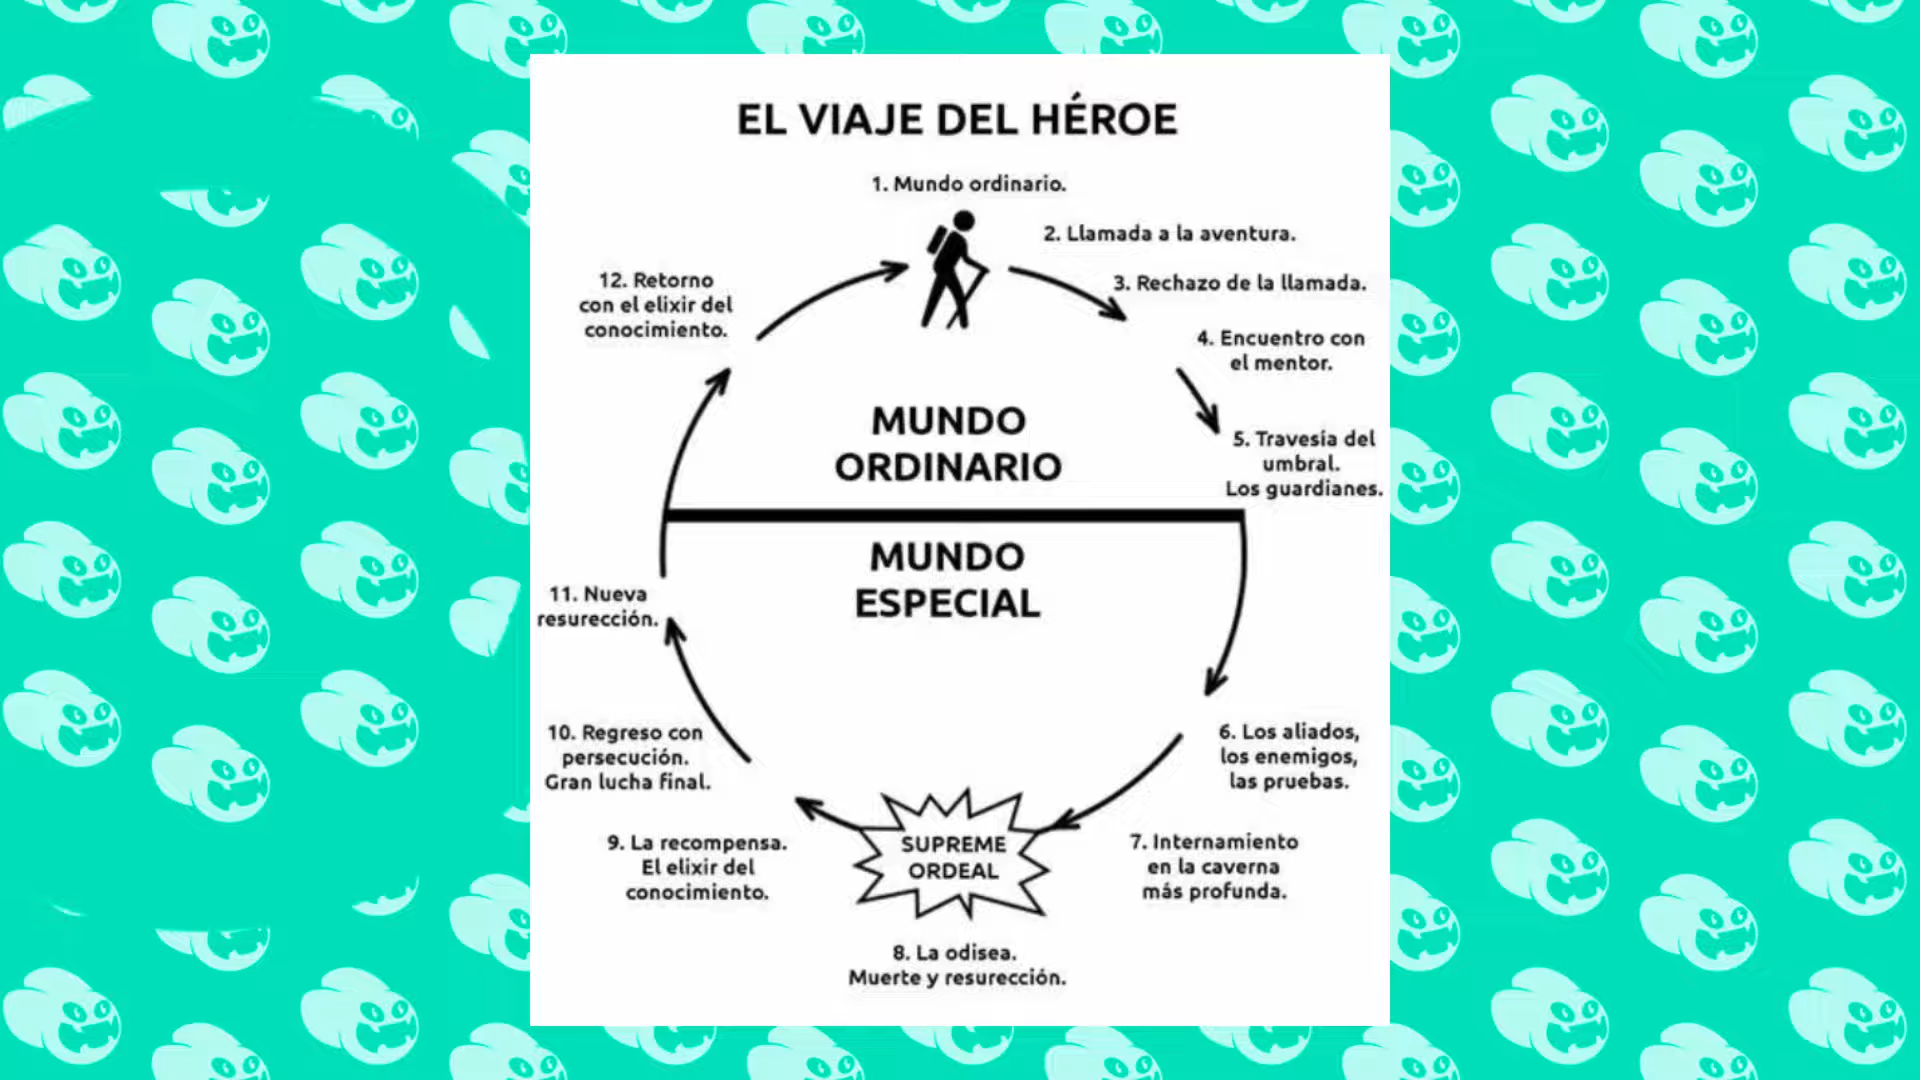 EL VIAJE DEL HÉROE
1. Mundo ordinario.
2. Llamada a la aventura.
3. Rechazo de la llamada.
4. Encuentro con
el mentor.
5. Travesía del
umbral.
Los guardianes.
MUNDO
ORDINARIO
MUNDO
ESPECIAL
6. Los aliados,
los enemigos,
las pruebas.
7. Internamiento
en la caverna
más profunda.
SUPREME
ORDEAL
8. La odisea.
Muerte y resurección.
9. La recompensa.
El elixir del
conocimiento.
10. Regreso con
persecución.
Gran lucha final.
11. Nueva
resurección.
12. Retorno
con el elixir del
conocimiento.